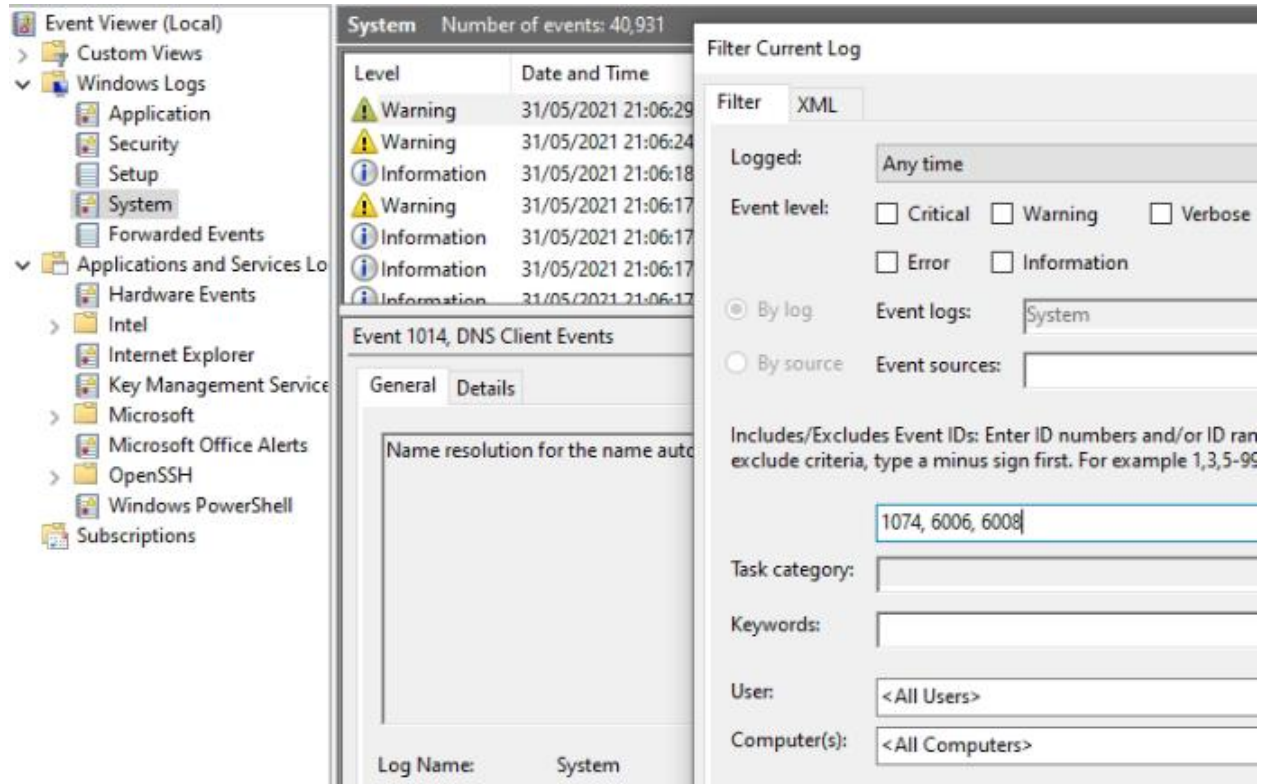 Event Viewer (Local)
Custom Views
Windows Logs
Application
Security
Setup
System
Forwarded Events
Applications and Services Lo
Hardware Events
Intel
Internet Explorer
Key Management Service
Microsoft
Microsoft Office Alerts
OpenSSH
Windows PowerShell
Subscriptions
System Number of events: 40,931
Level Date and Time
Warning 31/05/2021 21:06:29
Warning 31/05/2021 21:06:24
Information 31/05/2021 21:06:18
Warning 31/05/2021 21:06:17
Information 31/05/2021 21:06:17
Information 31/05/2021 21:06:17
Information 31/05/2021 21:06:17
Event 1014, DNS Client Events
General Details
Name resolution for the name auto
Log Name: System
Filter Current Log
Filter XML
Logged: Any time
Event level: Critical Warning Verbose
Error Information
By log Event logs: System
By source Event sources:
Includes/Excludes Event IDs: Enter ID numbers and/or ID ran
exclude criteria, type a minus sign first. For example 1,3,5-99
1074, 6006, 6008
Task category:
Keywords:
User: <All Users>
Computer(s): <All Computers>